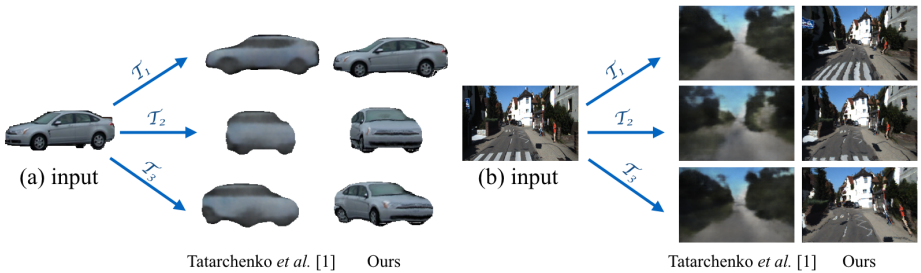 𝒯1
𝒯2
𝒯3
(a) input
Tatarchenko et al. [1] Ours
𝒯1
𝒯2
𝒯3
(b) input
Tatarchenko et al. [1] Ours